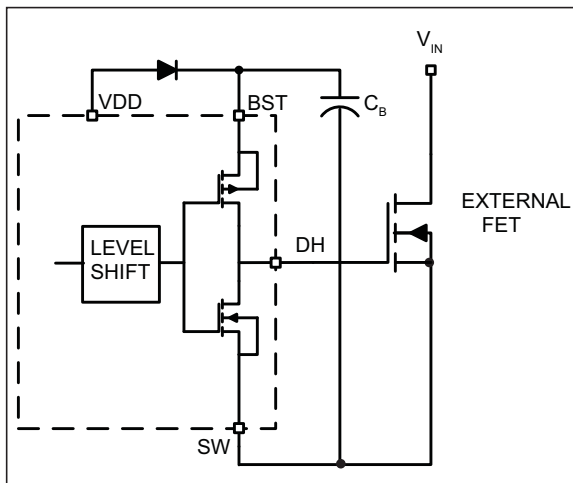 V_IN
VDD
BST
C_B
EXTERNAL
FET
LEVEL
SHIFT
DH
SW